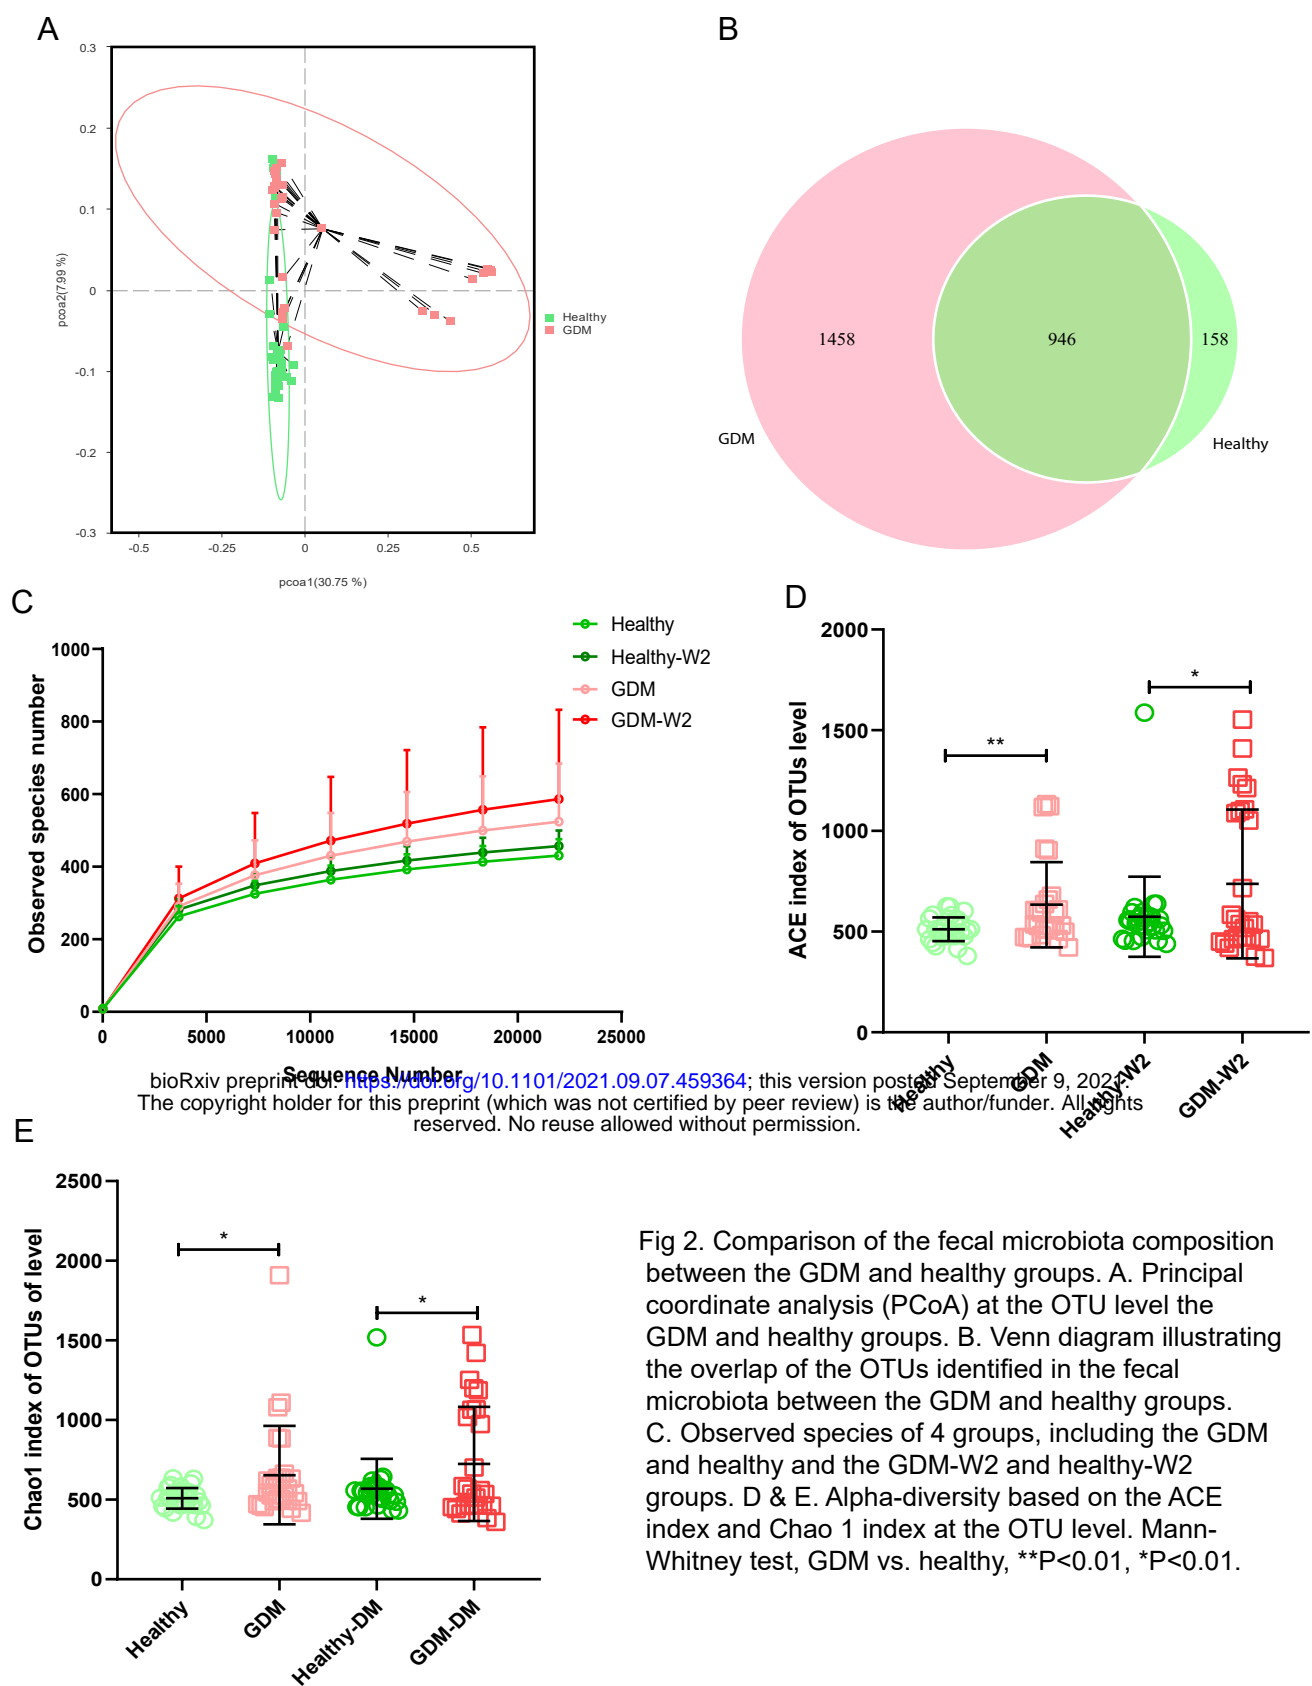 A
0.3
0.2
0.1
0
-0.1
-0.2
-0.3
pcoa2(7.99 %)
-0.5
-0.25
0
0.25
0.5
pcoa1(30.75 %)
Healthy
GDM
B
1458
946
158
GDM
Healthy
C
1000
800
600
400
200
0
Observed species number
0
5000
10000
15000
20000
25000
Sequence Number
Healthy
Healthy-W2
GDM
GDM-W2
D
2000
1500
1000
500
0
ACE index of OTUs level
**
*
Healthy
GDM
Healthy-W2
GDM-W2
bioRxiv preprint doi: https://doi.org/10.1101/2021.09.07.459364; this version posted September 9, 2021.
The copyright holder for this preprint (which was not certified by peer review) is the author/funder. All rights
reserved. No reuse allowed without permission.
E
2500
2000
1500
1000
500
0
Chao1 index of OTUs of level
*
*
Healthy
GDM
Healthy-DM
GDM-DM
Fig 2. Comparison of the fecal microbiota composition
between the GDM and healthy groups. A. Principal
coordinate analysis (PCoA) at the OTU level the
GDM and healthy groups. B. Venn diagram illustrating
the overlap of the OTUs identified in the fecal
microbiota between the GDM and healthy groups.
C. Observed species of 4 groups, including the GDM
and healthy and the GDM-W2 and healthy-W2
groups. D & E. Alpha-diversity based on the ACE
index and Chao 1 index at the OTU level. Mann-
Whitney test, GDM vs. healthy, **P<0.01, *P<0.01.